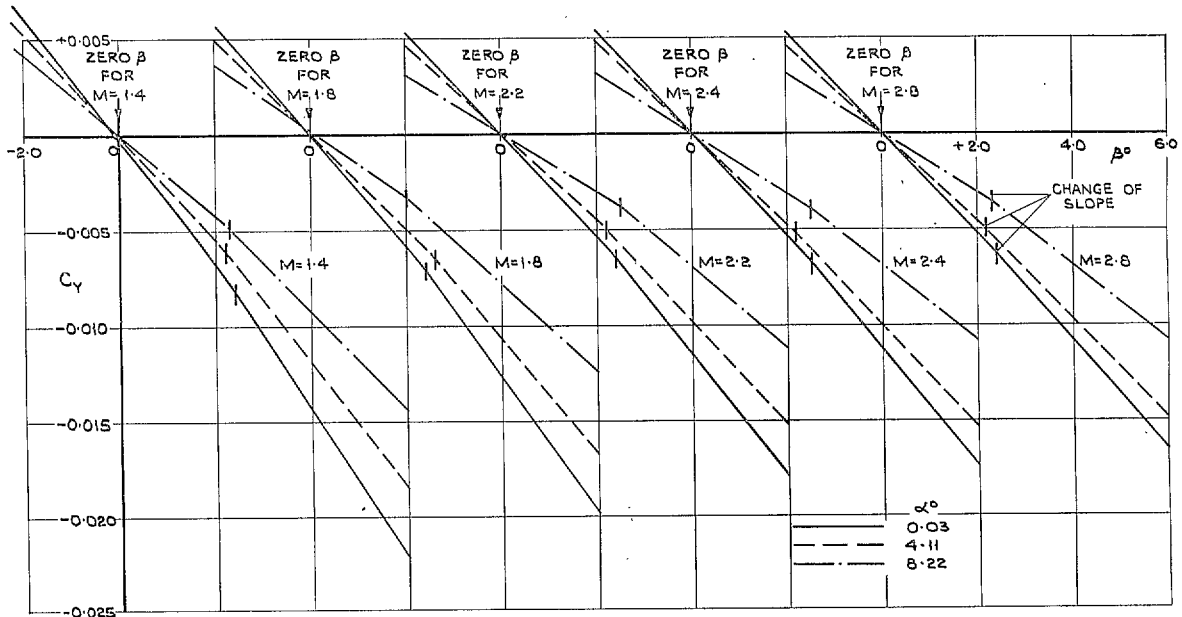 +0.005
ZERO β
FOR
M=1.4
ZERO β
FOR
M=1.8
ZERO β
FOR
M=2.2
ZERO β
FOR
M=2.4
ZERO β
FOR
M=2.8
-2.0
0
0
0
0
0
+2.0
4.0
β°
6.0
CHANGE OF
SLOPE
-0.005
M=1.4
M=1.8
M=2.2
M=2.4
M=2.8
CY
-0.010
-0.015
α°
0.03
4.11
8.22
-0.020
-0.025